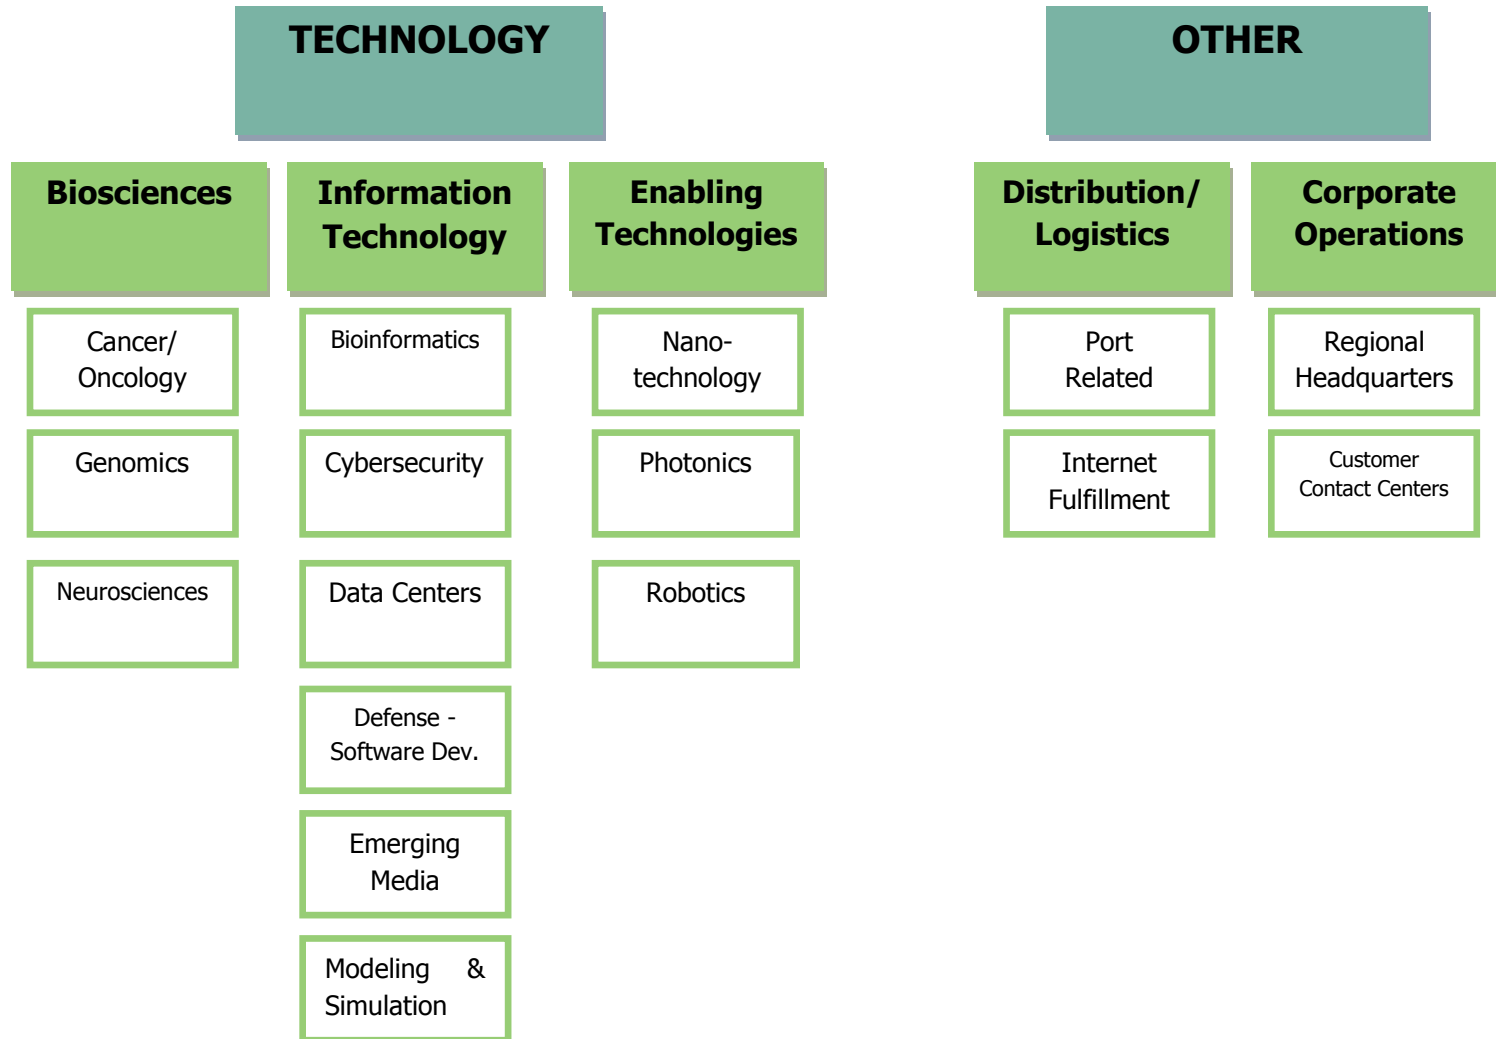 TECHNOLOGY
OTHER
Biosciences
Information
Technology
Enabling
Technologies
Distribution/
Logistics
Corporate
Operations
Cancer/
Oncology
Bioinformatics
Nano-
technology
Port
Related
Regional
Headquarters
Genomics
Cybersecurity
Photonics
Internet
Fulfillment
Customer
Contact Centers
Neurosciences
Data Centers
Robotics
Defense -
Software Dev.
Emerging
Media
Modeling &
Simulation